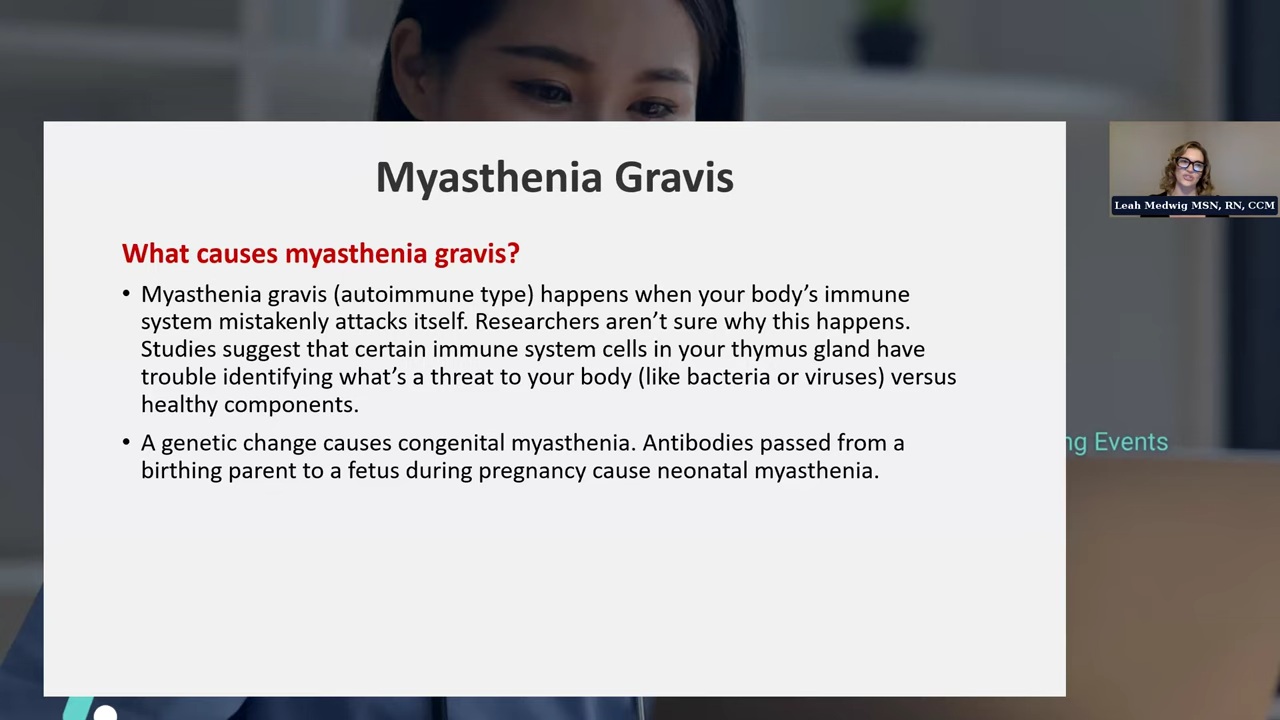 Myasthenia Gravis
What causes myasthenia gravis?
• Myasthenia gravis (autoimmune type) happens when your body’s immune
system mistakenly attacks itself. Researchers aren’t sure why this happens.
Studies suggest that certain immune system cells in your thymus gland have
trouble identifying what’s a threat to your body (like bacteria or viruses) versus
healthy components.
• A genetic change causes congenital myasthenia. Antibodies passed from a
birthing parent to a fetus during pregnancy cause neonatal myasthenia.
Leah Medwig MSN, RN, CCM
ng Events